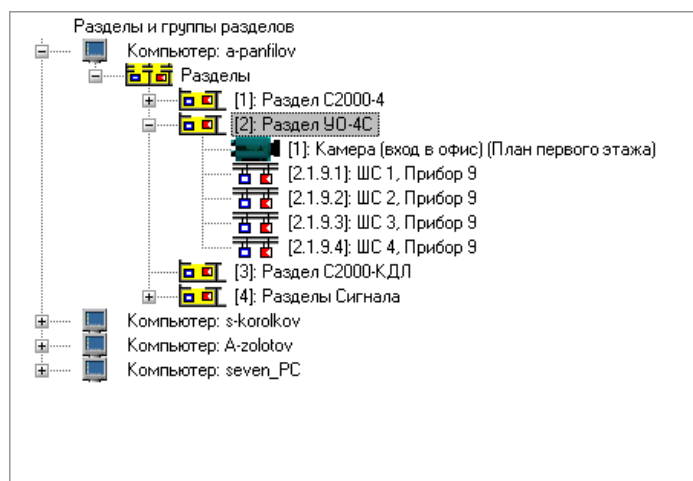 Разделы и группы разделов
Компьютер: a-panfilov
Разделы
[1]: Раздел С2000-4
[2]: Раздел УО-4С
[1]: Камера (вход в офис) (План первого этажа)
[2.1.9.1]: ШС 1, Прибор 9
[2.1.9.2]: ШС 2, Прибор 9
[2.1.9.3]: ШС 3, Прибор 9
[2.1.9.4]: ШС 4, Прибор 9
[3]: Раздел С2000-КДЛ
[4]: Разделы Сигнала
Компьютер: s-korolkov
Компьютер: A-zolotov
Компьютер: seven_PC